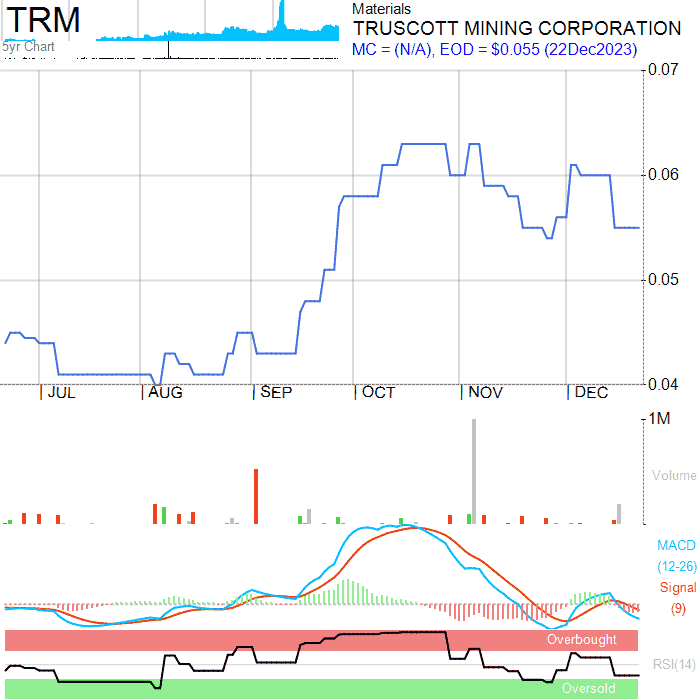 TRM
5yr Chart
Materials
TRUSCOTT MINING CORPORATION
MC = (N/A), EOD = $0.055 (22Dec2023)
0.07
0.06
0.05
0.04
| JUL | AUG | SEP | OCT | NOV | DEC
1M
Volume
MACD
(12-26)
Signal
(9)
Overbought
RSI(14)
Oversold